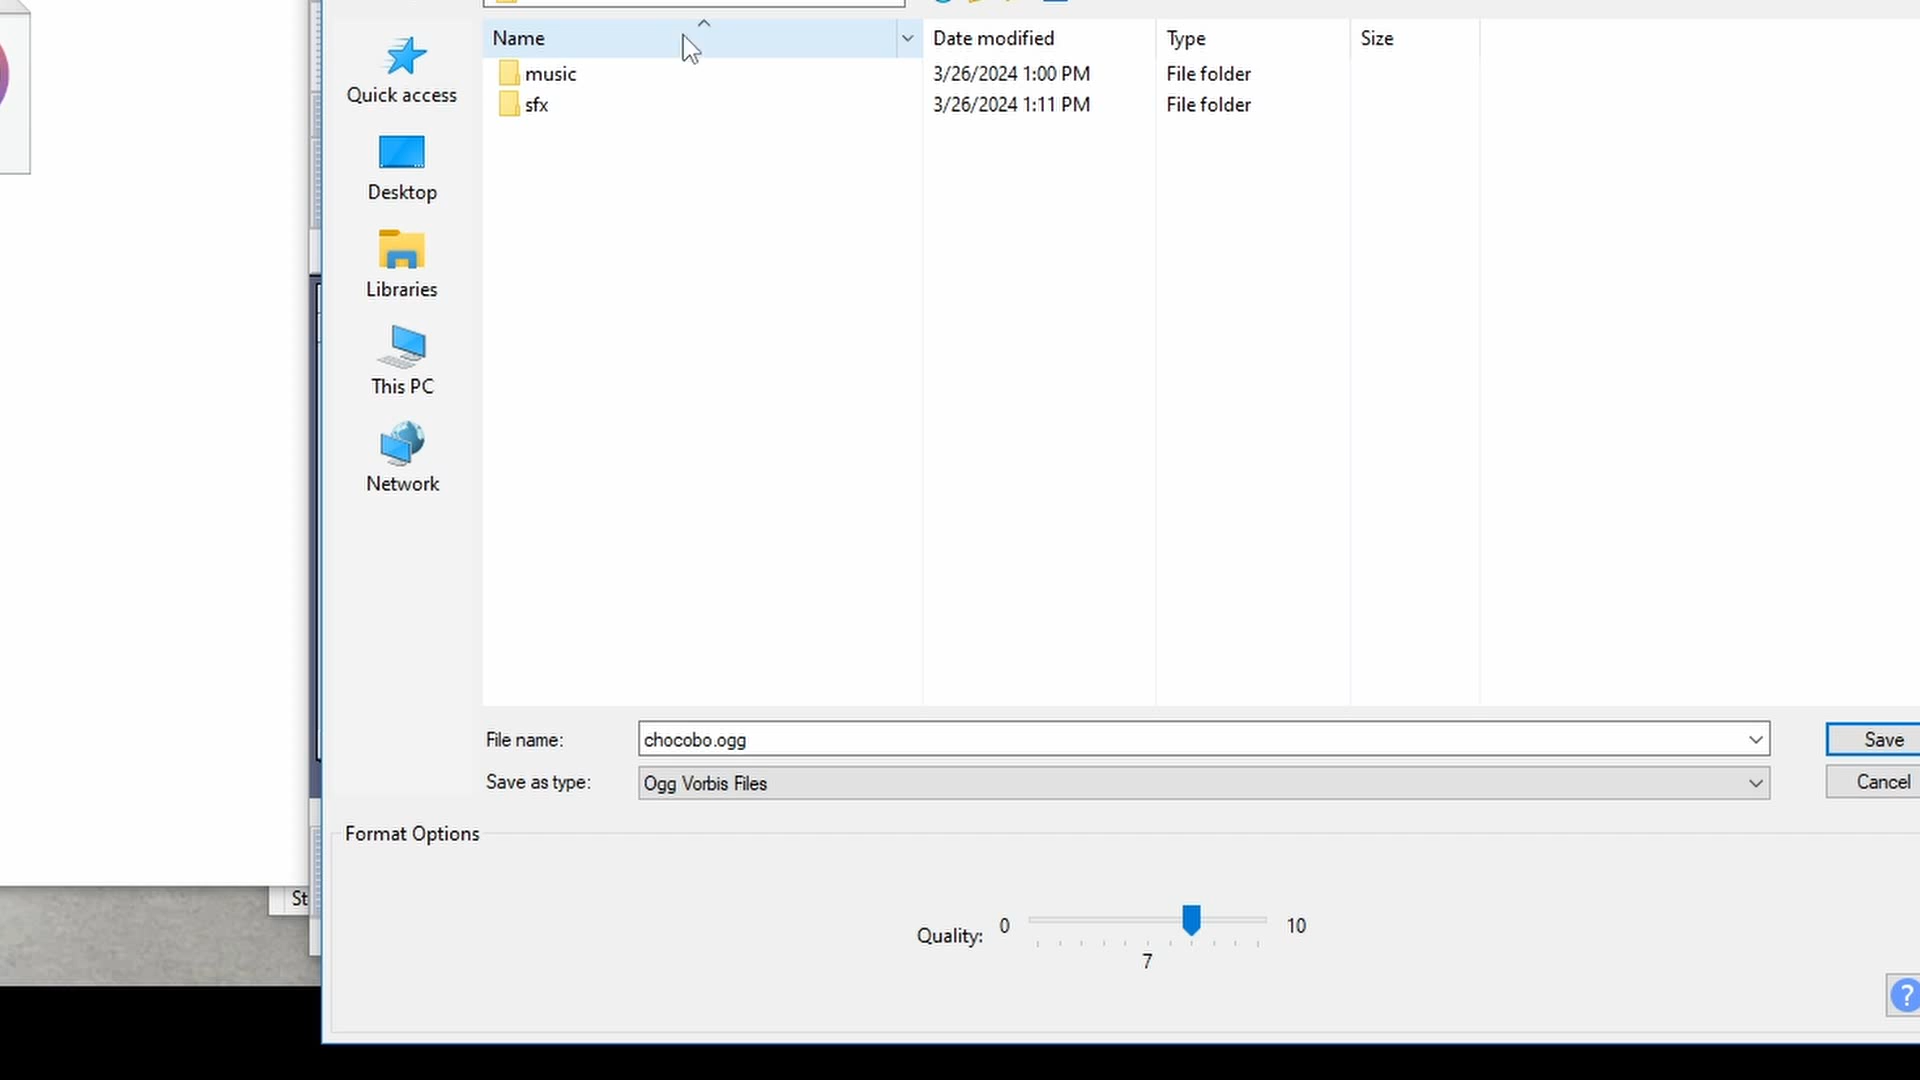 Name Date modified Type Size
music 3/26/2024 1:00 PM File folder
sfx 3/26/2024 1:11 PM File folder
Quick access
Desktop
Libraries
This PC
Network
File name: chocobo.ogg Save
Save as type: Ogg Vorbis Files Cancel
Format Options
St
Quality: 0 10
7
?